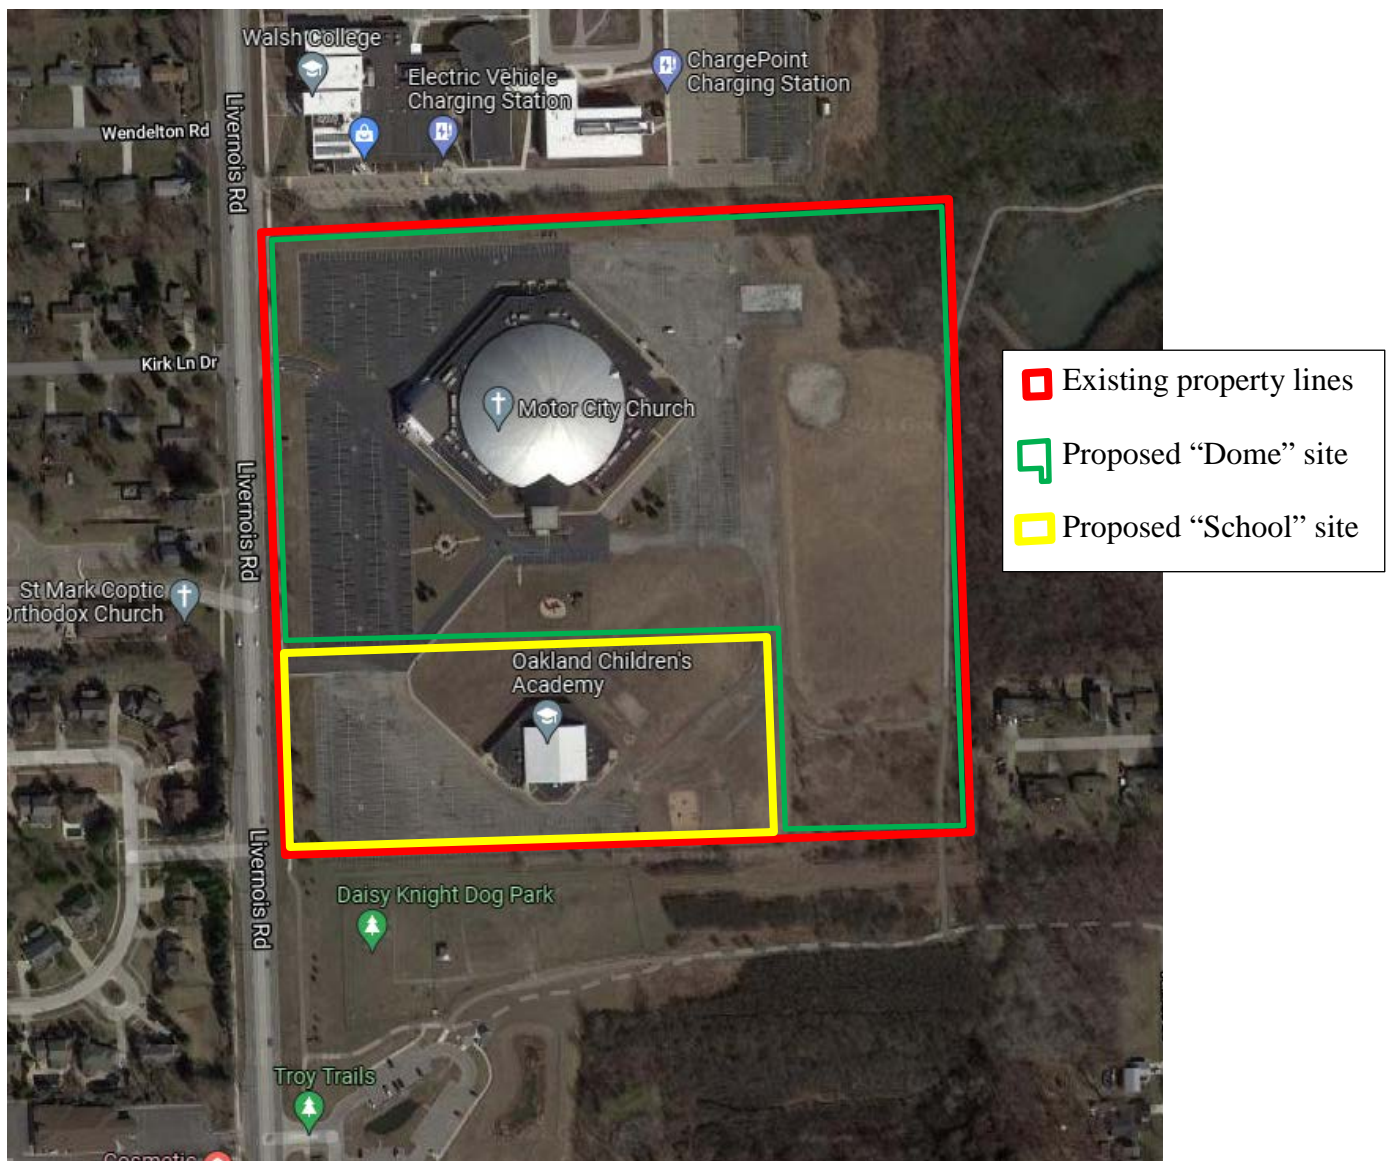 Walsh College
ChargePoint
Charging Station
Electric Vehicle
Charging Station
Livernois Rd
Wendelton Rd
Kirk Ln Dr
Motor City Church
Existing property lines
Proposed “Dome” site
Proposed “School” site
Livernois Rd
St Mark Coptic
Orthodox Church
Oakland Children's
Academy
Livernois Rd
Daisy Knight Dog Park
Troy Trails
Cosmetic